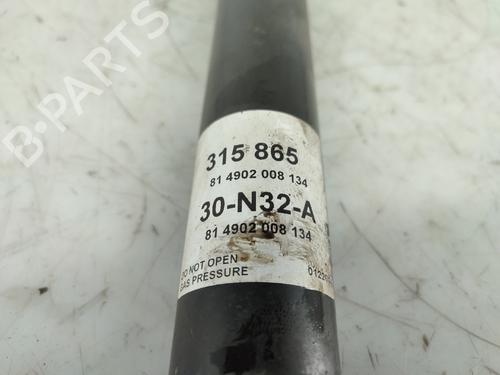 B-PARTS
315 865
81 4902 008 134
30-N32-A
81 4902 008 134
DO NOT OPEN
GAS PRESSURE